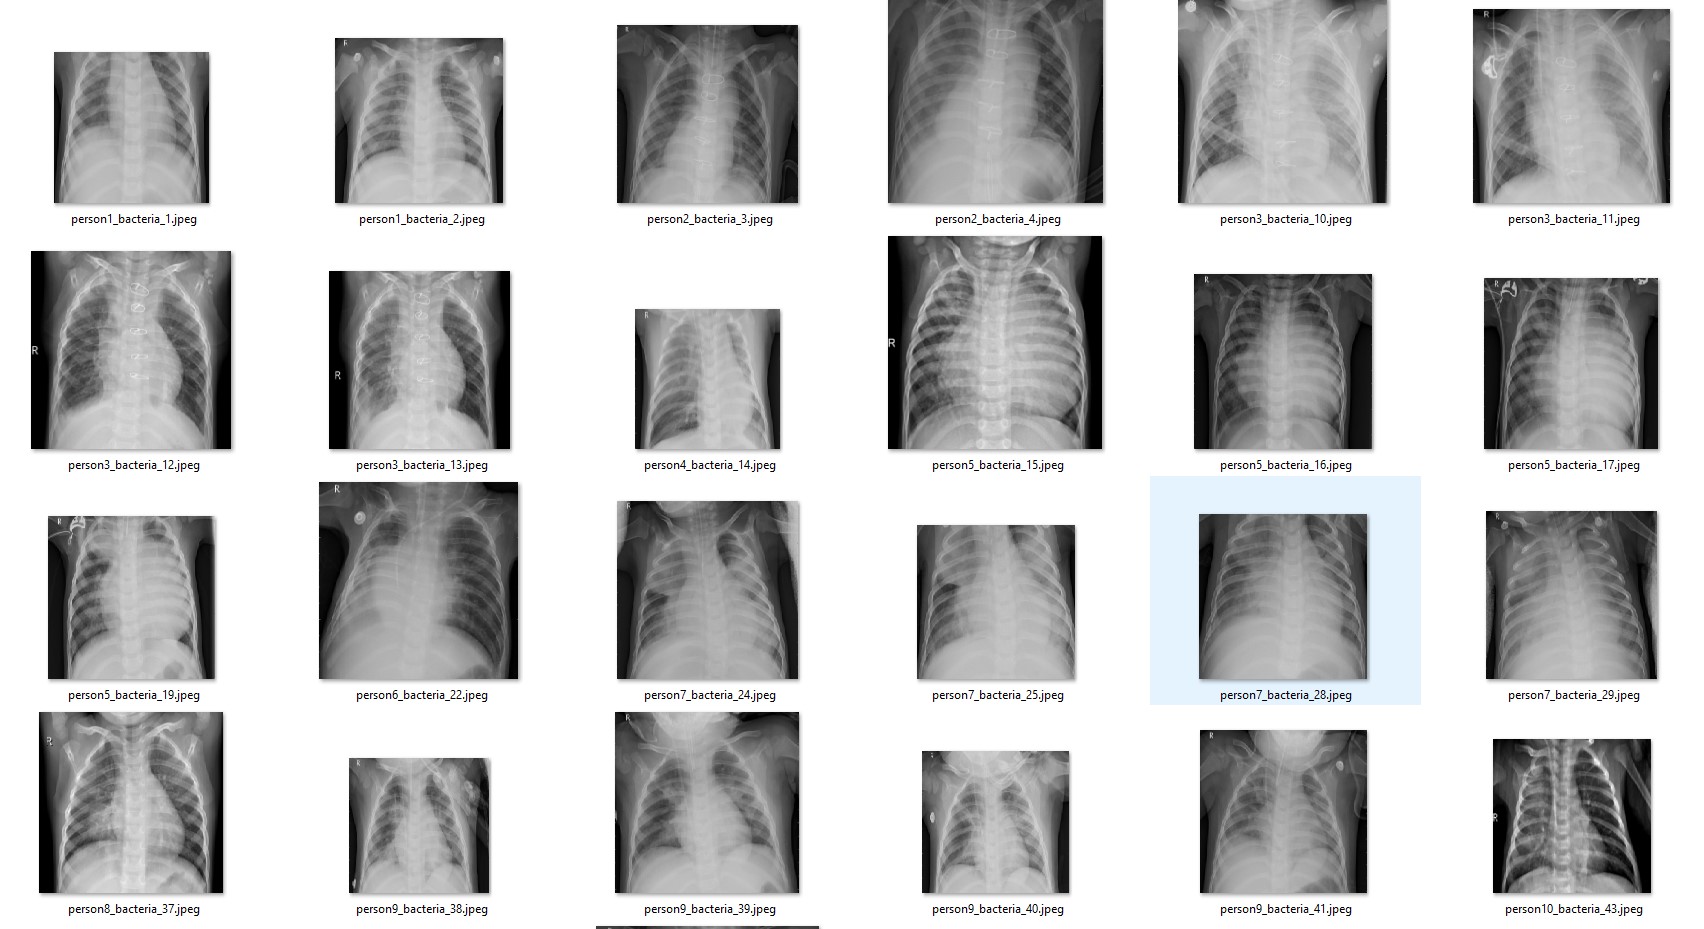 R
R
R
R
person1_bacteria_1.jpeg
person1_bacteria_2.jpeg
person2_bacteria_3.jpeg
person2_bacteria_4.jpeg
person3_bacteria_10.jpeg
person3_bacteria_11.jpeg
R
R
R
R
R
R
person3_bacteria_12.jpeg
person3_bacteria_13.jpeg
person4_bacteria_14.jpeg
person5_bacteria_15.jpeg
person5_bacteria_16.jpeg
person5_bacteria_17.jpeg
R
R
R
R
R
person5_bacteria_19.jpeg
person6_bacteria_22.jpeg
person7_bacteria_24.jpeg
person7_bacteria_25.jpeg
person7_bacteria_28.jpeg
person7_bacteria_29.jpeg
R
R
R
R
R
person8_bacteria_37.jpeg
person9_bacteria_38.jpeg
person9_bacteria_39.jpeg
person9_bacteria_40.jpeg
person9_bacteria_41.jpeg
person10_bacteria_43.jpeg